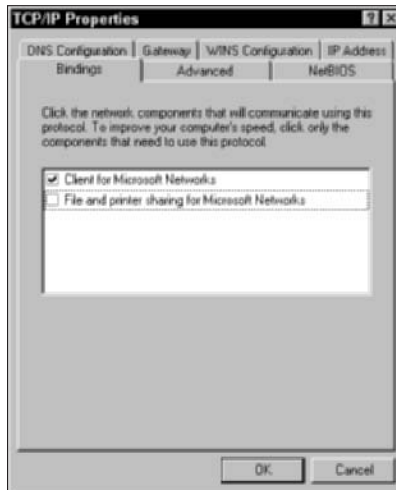 TCP/IP Properties
DNS Configuration Gateway WINS Configuration IP Address
Bindings Advanced NetBIOS
Click the network components that will communicate using this
protocol. To improve your computer's speed, click only the
components that need to use this protocol.
Client for Microsoft Networks
File and printer sharing for Microsoft Networks
OK Cancel